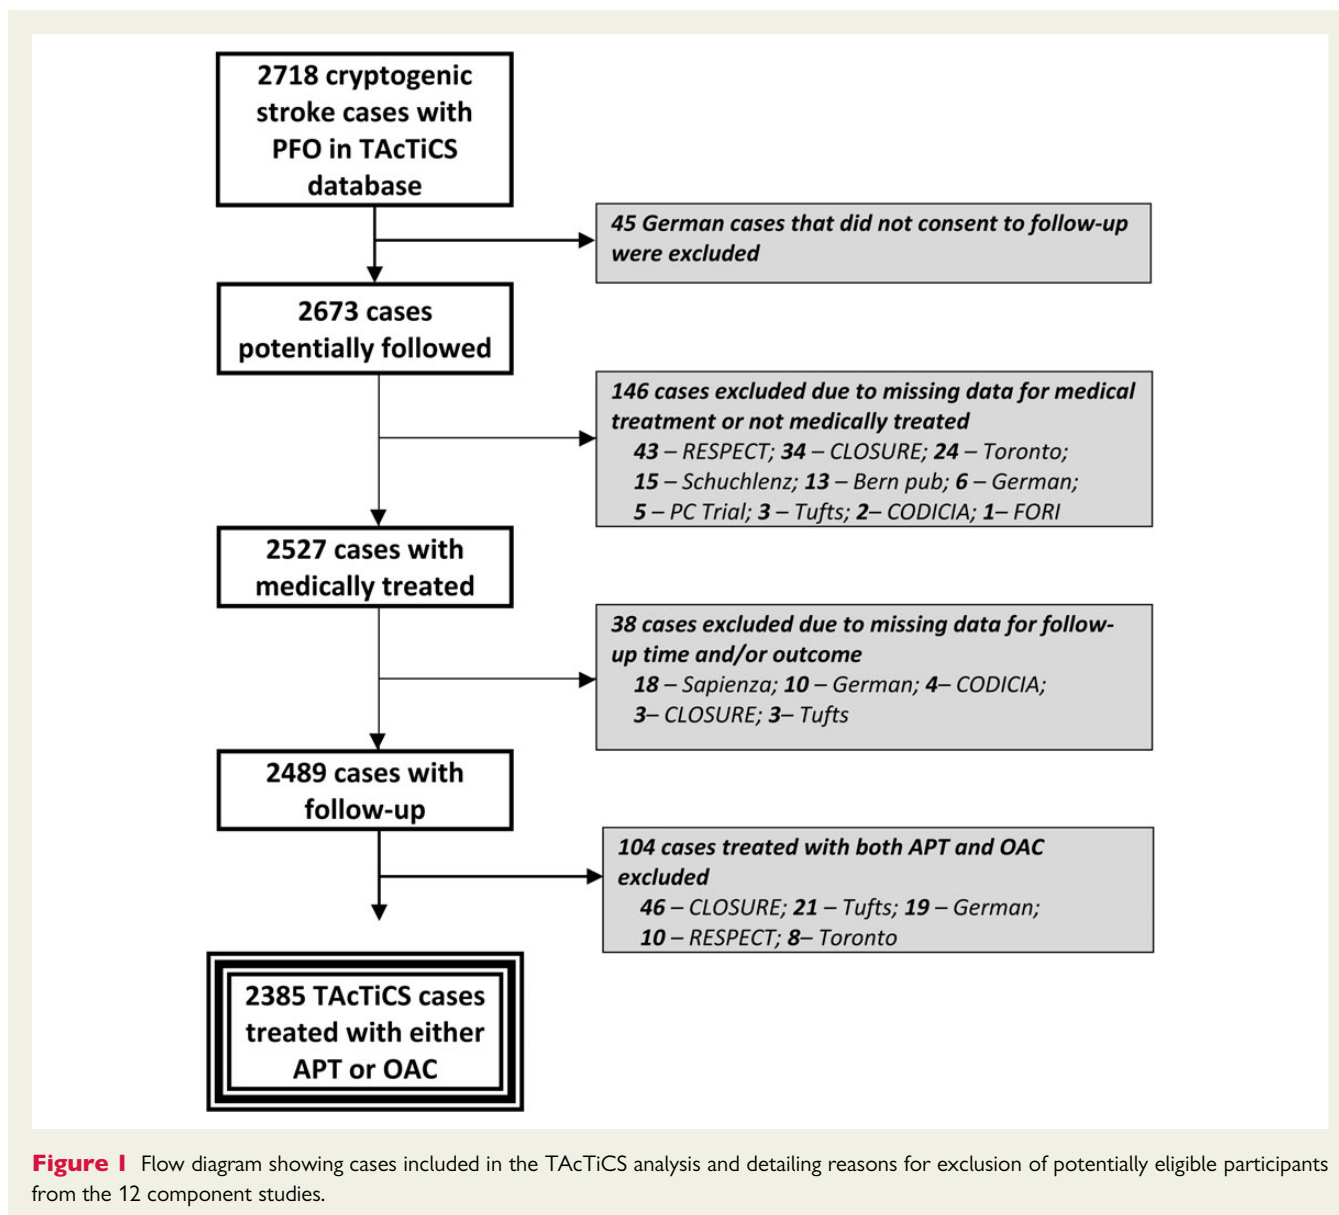 2718 cryptogenic
stroke cases with
PFO in TAcTiCS
database
45 German cases that did not consent to follow-up
were excluded
2673 cases
potentially followed
146 cases excluded due to missing data for medical
treatment or not medically treated
43 – RESPECT; 34 – CLOSURE; 24 – Toronto;
15 – Schuchlenz; 13 – Bern pub; 6 – German;
5 – PC Trial; 3 – Tufts; 2– CODICIA; 1– FORI
2527 cases with
medically treated
38 cases excluded due to missing data for follow-
up time and/or outcome
18 – Sapienza; 10 – German; 4– CODICIA;
3– CLOSURE; 3– Tufts
2489 cases with
follow-up
104 cases treated with both APT and OAC
excluded
46 – CLOSURE; 21 – Tufts; 19 – German;
10 – RESPECT; 8– Toronto
2385 TAcTiCS cases
treated with either
APT or OAC
Figure 1 Flow diagram showing cases included in the TAcTiCS analysis and detailing reasons for exclusion of potentially eligible participants
from the 12 component studies.